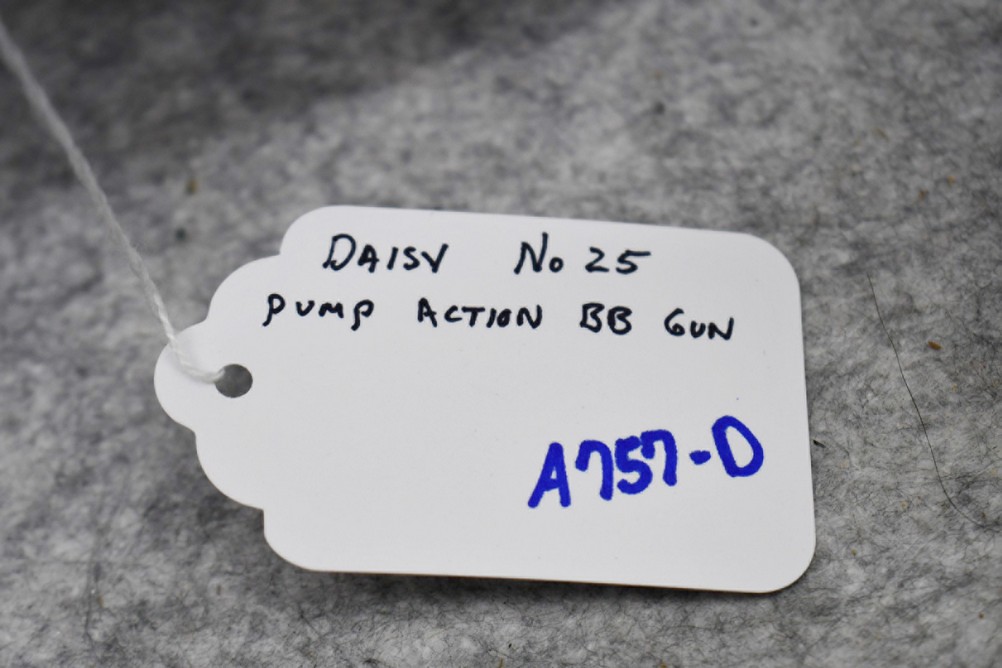 DAISY No 25
PUMP ACTION BB GUN
A757-D